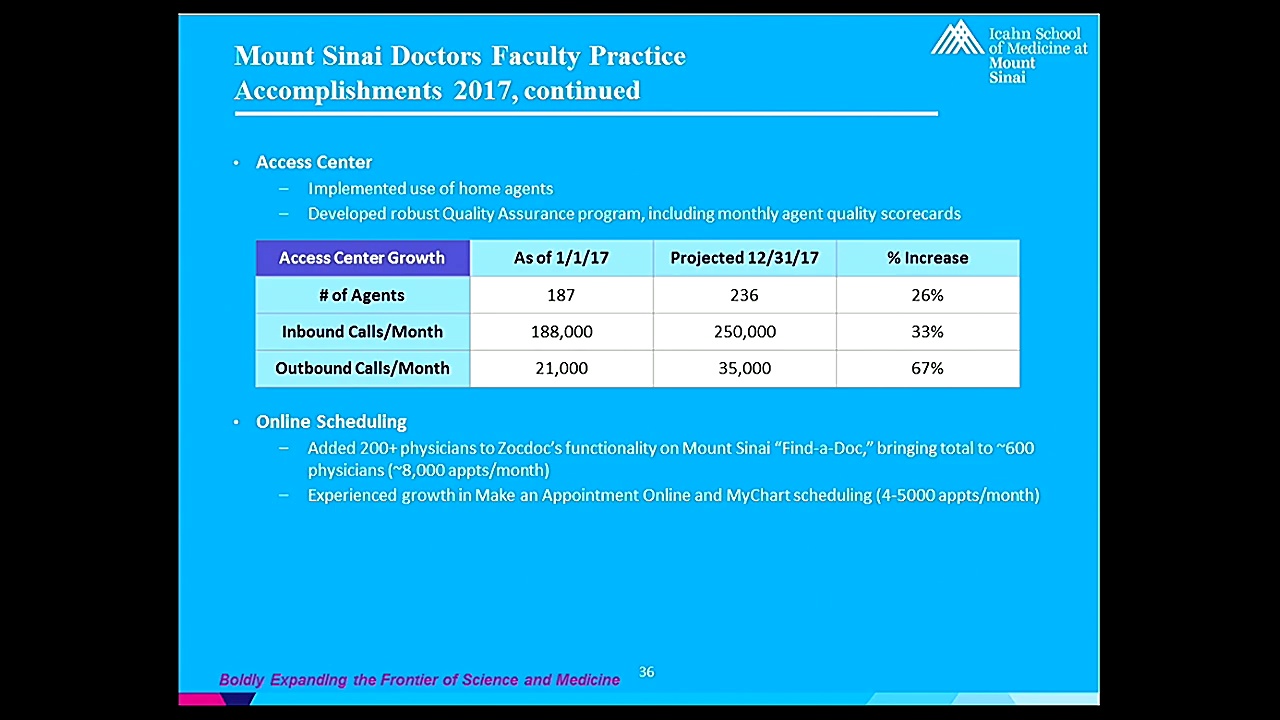 Mount Sinai Doctors Faculty Practice
Accomplishments 2017, continued
Icahn School
of Medicine at
Mount
Sinai
• Access Center
– Implemented use of home agents
– Developed robust Quality Assurance program, including monthly agent quality scorecards
Access Center Growth As of 1/1/17 Projected 12/31/17 % Increase
# of Agents 187 236 26%
Inbound Calls/Month 188,000 250,000 33%
Outbound Calls/Month 21,000 35,000 67%
• Online Scheduling
– Added 200+ physicians to Zocdoc’s functionality on Mount Sinai “Find-a-Doc,” bringing total to ~600
physicians (~8,000 appts/month)
– Experienced growth in Make an Appointment Online and MyChart scheduling (4-5000 appts/month)
Boldly Expanding the Frontier of Science and Medicine
36